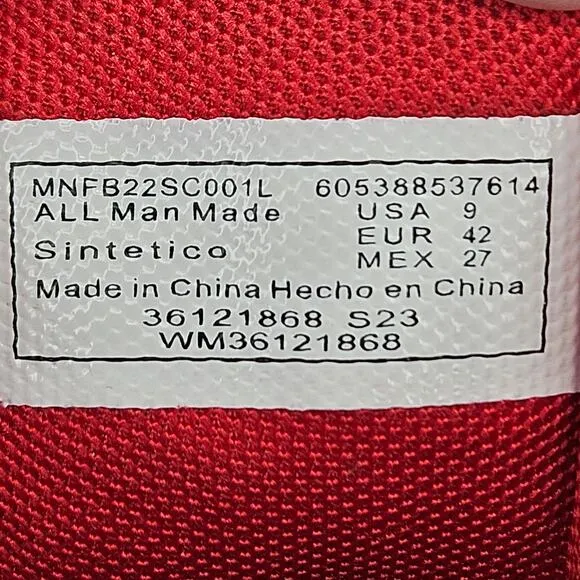 MNFB22SC001L 605388537614
ALL Man Made USA 9
EUR 42
Sintetico
MEX 27
Made in China Hecho en China
36121868 S23
WM36121868